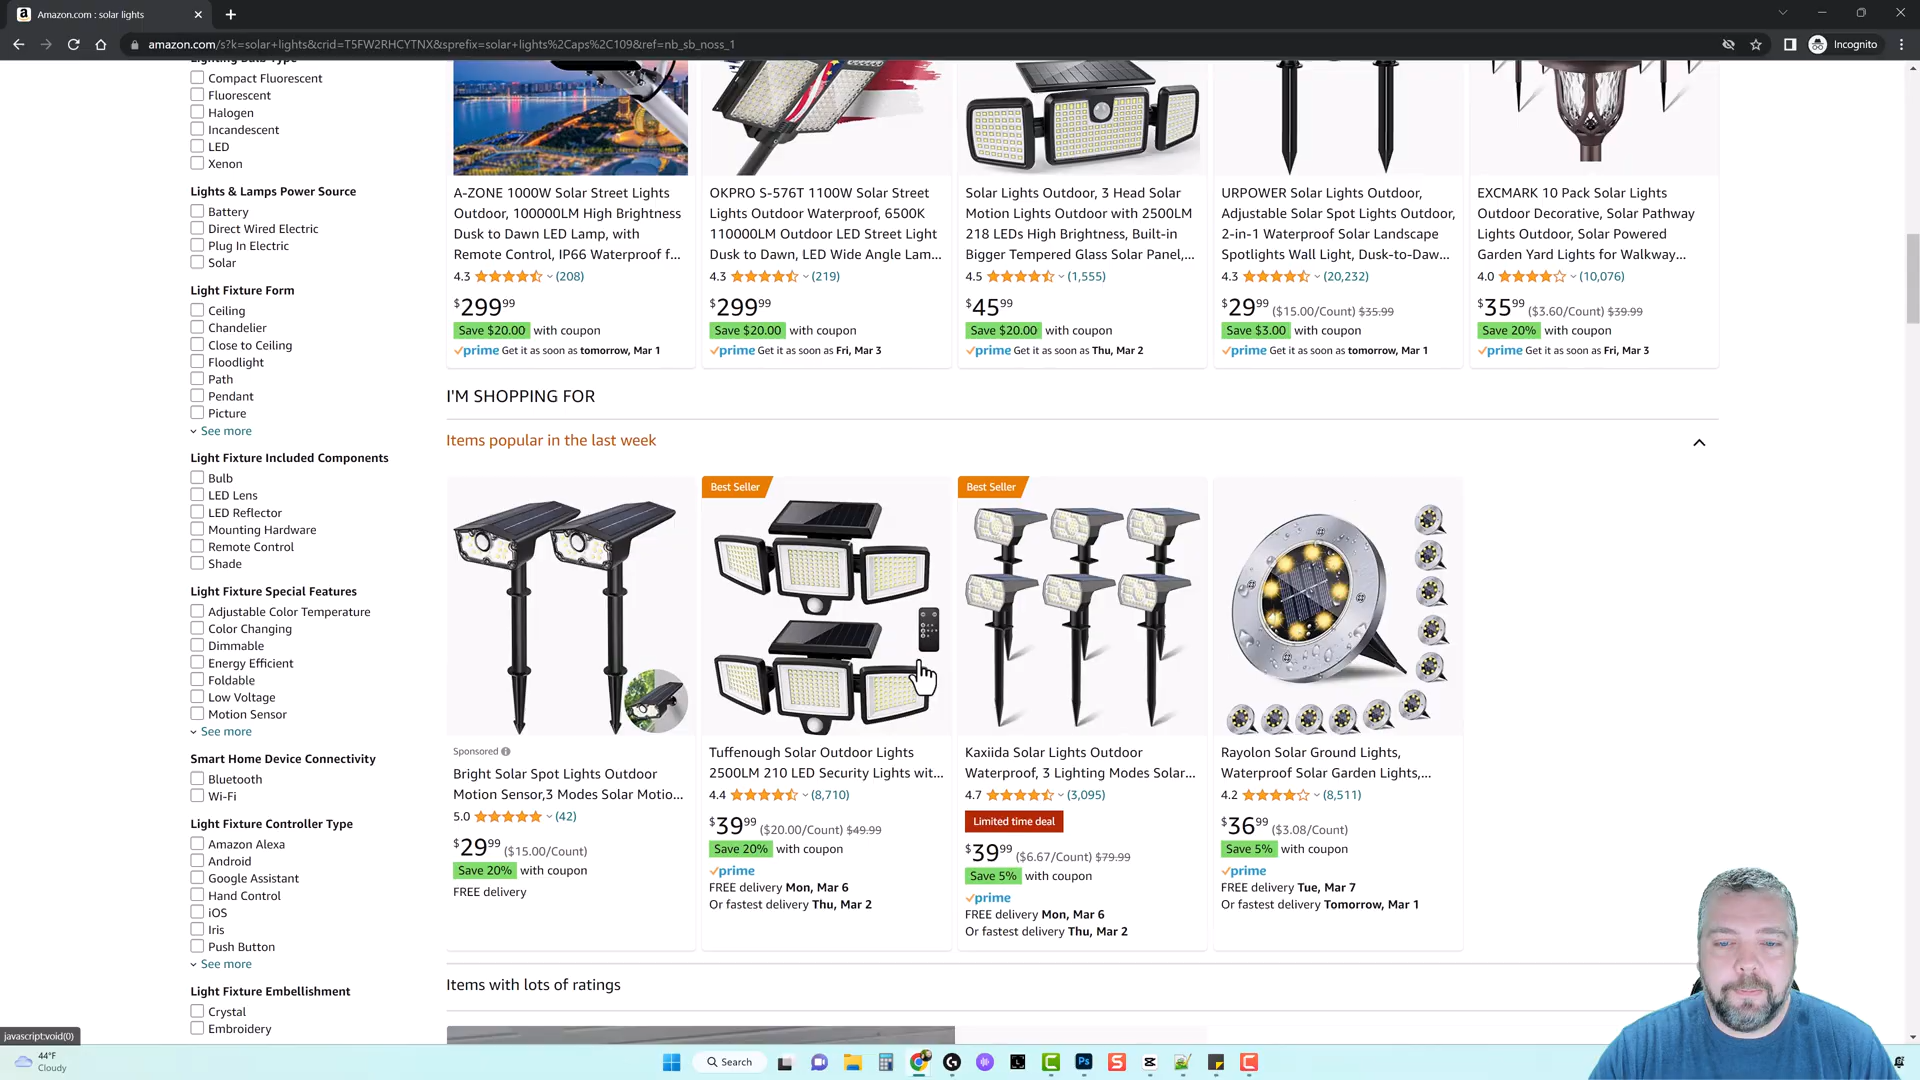 Amazon.com : solar lights
amazon.com/s?k=solar+lights&crid=T5FW2RHCYTNX&sprefix=solar+lights%2Caps%2C109&ref=nb_sb_noss_1
Incognito
Lighting Bulb Type
Compact Fluorescent
Fluorescent
Halogen
Incandescent
LED
Xenon
Lights & Lamps Power Source
Battery
Direct Wired Electric
Plug In Electric
Solar
Light Fixture Form
Ceiling
Chandelier
Close to Ceiling
Floodlight
Path
Pendant
Picture
See more
Light Fixture Included Components
Bulb
LED Lens
LED Reflector
Mounting Hardware
Remote Control
Shade
Light Fixture Special Features
Adjustable Color Temperature
Color Changing
Dimmable
Energy Efficient
Foldable
Low Voltage
Motion Sensor
See more
Smart Home Device Connectivity
Bluetooth
Wi-Fi
Light Fixture Controller Type
Amazon Alexa
Android
Google Assistant
Hand Control
iOS
Iris
Push Button
See more
Light Fixture Embellishment
Crystal
Embroidery
A-ZONE 1000W Solar Street Lights
Outdoor, 100000LM High Brightness
Dusk to Dawn LED Lamp, with
Remote Control, IP66 Waterproof f...
4.3 (208)
$299 99
Save $20.00 with coupon
prime Get it as soon as tomorrow, Mar 1
OKPRO S-576T 1100W Solar Street
Lights Outdoor Waterproof, 6500K
110000LM Outdoor LED Street Light
Dusk to Dawn, LED Wide Angle Lam...
4.3 (219)
$299 99
Save $20.00 with coupon
prime Get it as soon as Fri, Mar 3
Solar Lights Outdoor, 3 Head Solar
Motion Lights Outdoor with 2500LM
218 LEDs High Brightness, Built-in
Bigger Tempered Glass Solar Panel,...
4.5 (1,555)
$45 99
Save $20.00 with coupon
prime Get it as soon as Thu, Mar 2
URPOWER Solar Lights Outdoor,
Adjustable Solar Spot Lights Outdoor,
2-in-1 Waterproof Solar Landscape
Spotlights Wall Light, Dusk-to-Daw...
4.3 (20,232)
$29 99 ($15.00/Count) $35.99
Save $3.00 with coupon
prime Get it as soon as tomorrow, Mar 1
EXCMARK 10 Pack Solar Lights
Outdoor Decorative, Solar Pathway
Lights Outdoor, Solar Powered
Garden Yard Lights for Walkway...
4.0 (10,076)
$35 99 ($3.60/Count) $39.99
Save 20% with coupon
prime Get it as soon as Fri, Mar 3
I'M SHOPPING FOR
Items popular in the last week
Sponsored
Bright Solar Spot Lights Outdoor
Motion Sensor,3 Modes Solar Motio...
5.0 (42)
$29 99 ($15.00/Count)
Save 20% with coupon
FREE delivery
Best Seller
Tuffenough Solar Outdoor Lights
2500LM 210 LED Security Lights wit...
4.4 (8,710)
$39 99 ($20.00/Count) $49.99
Save 20% with coupon
prime
FREE delivery Mon, Mar 6
Or fastest delivery Thu, Mar 2
Best Seller
Kaxiida Solar Lights Outdoor
Waterproof, 3 Lighting Modes Solar...
4.7 (3,095)
Limited time deal
$39 99 ($6.67/Count) $79.99
Save 5% with coupon
prime
FREE delivery Mon, Mar 6
Or fastest delivery Thu, Mar 2
Rayolon Solar Ground Lights,
Waterproof Solar Garden Lights,...
4.2 (8,511)
$36 99 ($3.08/Count)
Save 5% with coupon
prime
FREE delivery Tue, Mar 7
Or fastest delivery Tomorrow, Mar 1
Items with lots of ratings
javascript:void(0)
44°F
Cloudy
Search